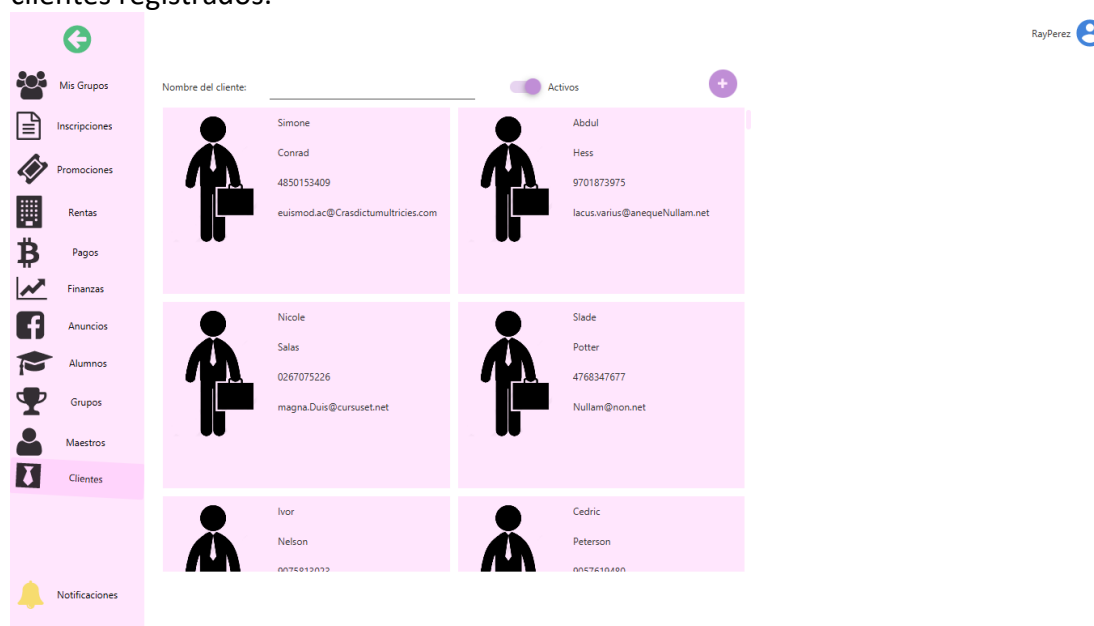 clientes registrados.
RayPerez
Mis Grupos
Inscripciones
Promociones
Rentas
Pagos
Finanzas
Anuncios
Alumnos
Grupos
Maestros
Clientes
Notificaciones
Nombre del cliente:
Activos
Simone
Conrad
4850153409
euismod.ac@Crasdictumultricies.com
Abdul
Hess
9701873975
lacus.varius@anequeNullam.net
Nicole
Salas
0267075226
magna.Duis@cursuset.net
Slade
Potter
4768347677
Nullam@non.net
Ivor
Nelson
9075813023
Cedric
Peterson
9057619480